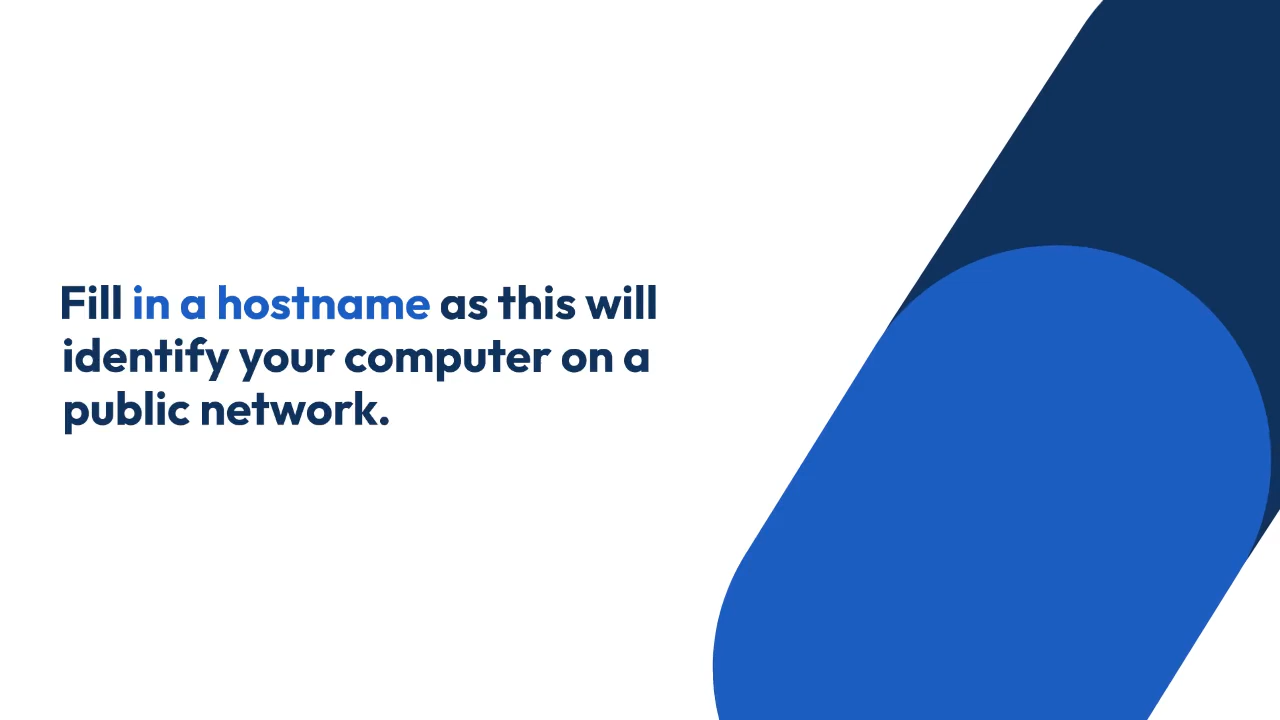 Fill in a hostname as this will
identify your computer on a
public network.